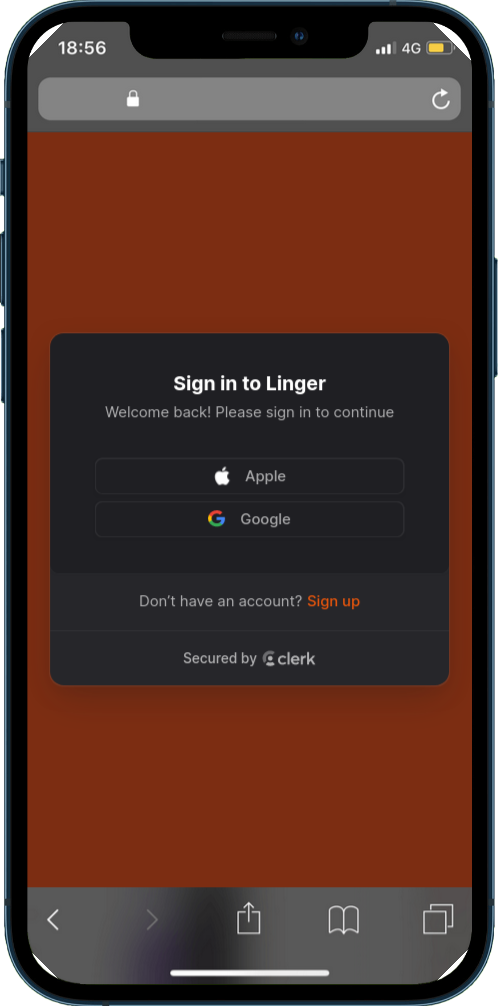 18:56
4G
Sign in to Linger
Welcome back! Please sign in to continue
Apple
Google
Don't have an account? Sign up
Secured by clerk